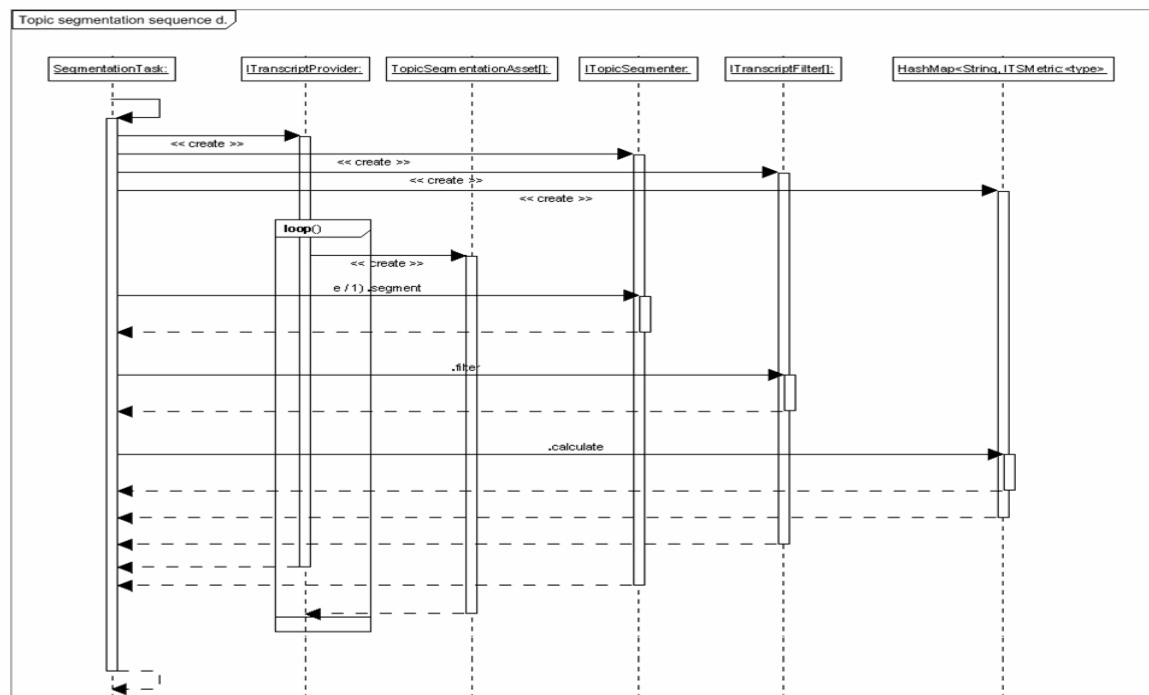 Topic segmentation sequence d.
SegmentationTask:
ITranscriptProvider:
TopicSegmentationAsset[]:
ITopicSegmenter:
ITranscriptFilter[]:
HashMap<String, ITSMetric:<type>
<< create >>
<< create >>
<< create >>
<< create >>
loop()
<< create >>
e / 1) .segment
.filter
.calculate